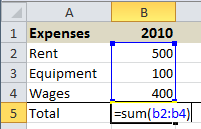 A B
1 Expenses 2010
2 Rent 500
3 Equipment 100
4 Wages 400
5 Total =sum(b2:b4)